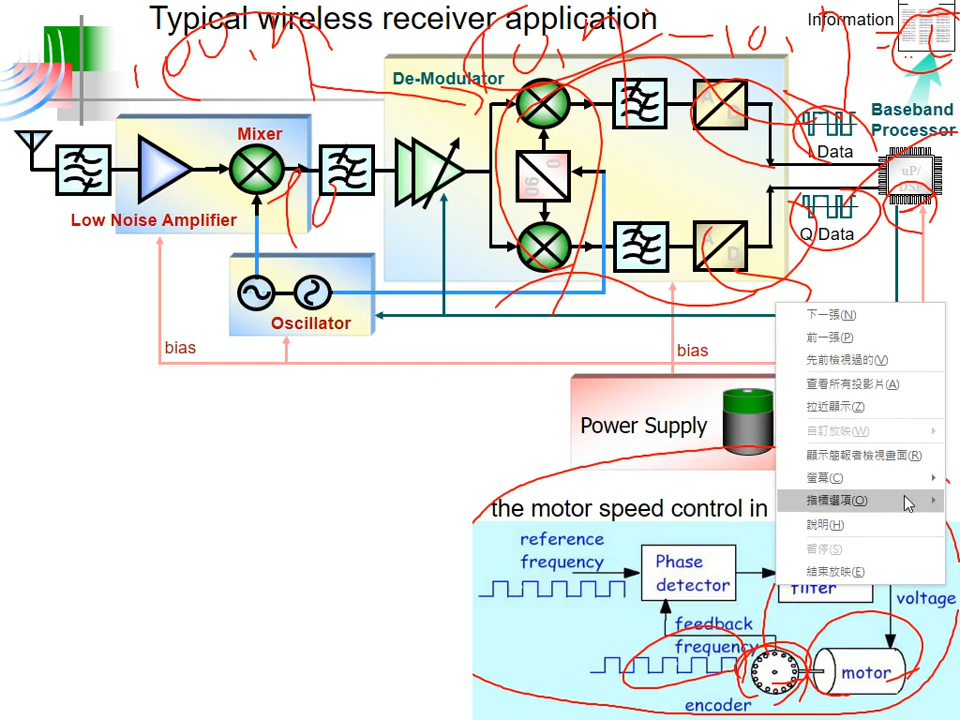 Typical wireless receiver application
Information
De-Modulator
Baseband
Processor
Mixer
A
D
I Data
uP/
DSP
90
0
Low Noise Amplifier
Q Data
A
D
Oscillator
bias
bias
Power Supply
下一張(N)
前一張(P)
先前檢視過的(V)
查看所有投影片(A)
拉近顯示(Z)
自訂放映(W)
顯示簡報者檢視畫面(R)
螢幕(C)
指標選項(O)
說明(H)
暫停(S)
結束放映(E)
the motor speed control in
reference
frequency
Phase
detector
filter
voltage
feedback
frequency
motor
encoder